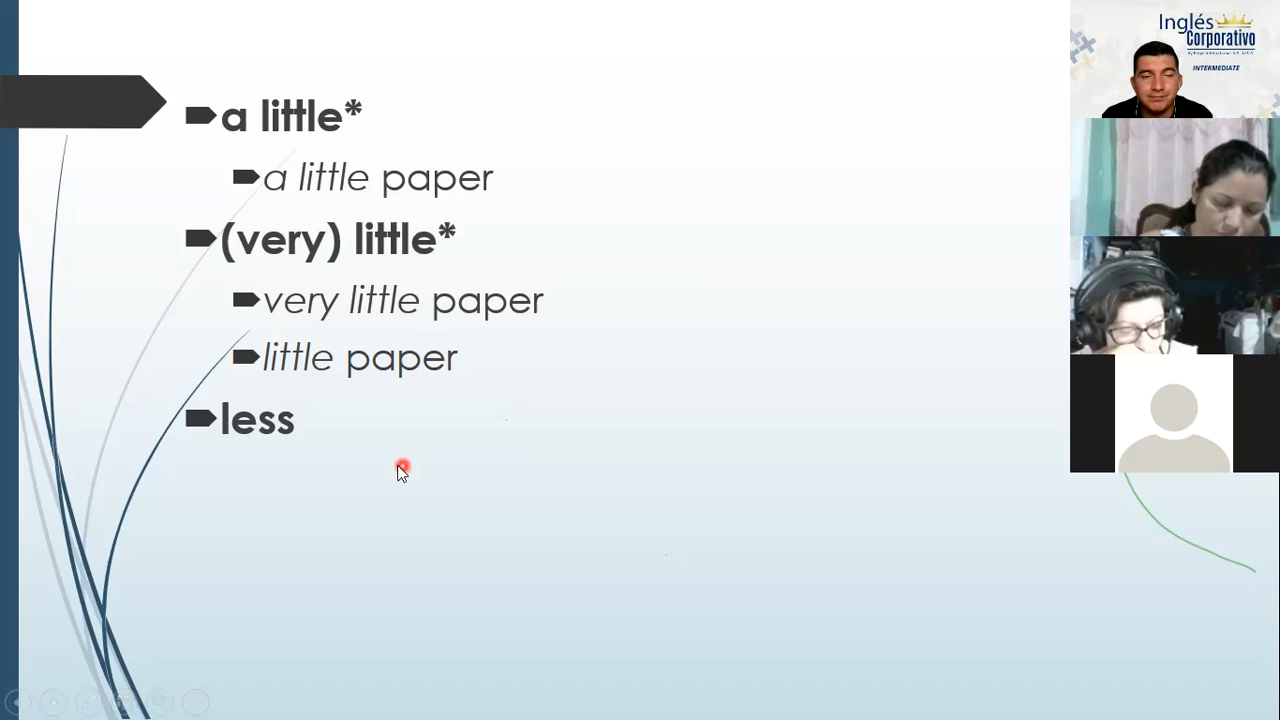 a little*
a little paper
(very) little*
very little paper
little paper
less
Inglés
Corporativo
INTERMEDIATE